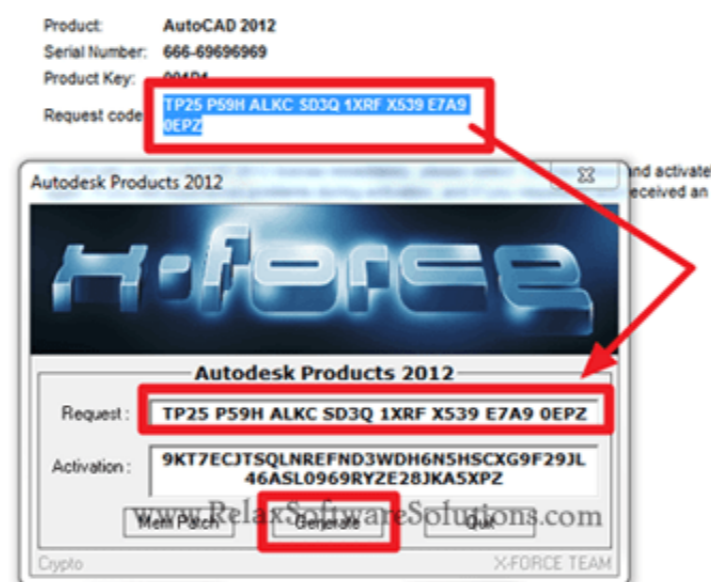 Product: AutoCAD 2012
Serial Number: 666-69696969
Product Key: 001D1
Request code TP25 P59H ALKC SD3Q 1XRF X539 E7A9
0EPZ
and activate
eceived an
Autodesk Products 2012
x-force
Autodesk Products 2012
Request : TP25 P59H ALKC SD3Q 1XRF X539 E7A9 0EPZ
Activation : 9KT7ECJTSQLNREFND3WDH6N5HSCXG9F29JL
46ASL0969RYZE28JKA5XPZ
Mem Patch Generate Quit
www.RelaxSoftwareSolutions.com
Crypto X-FORCE TEAM